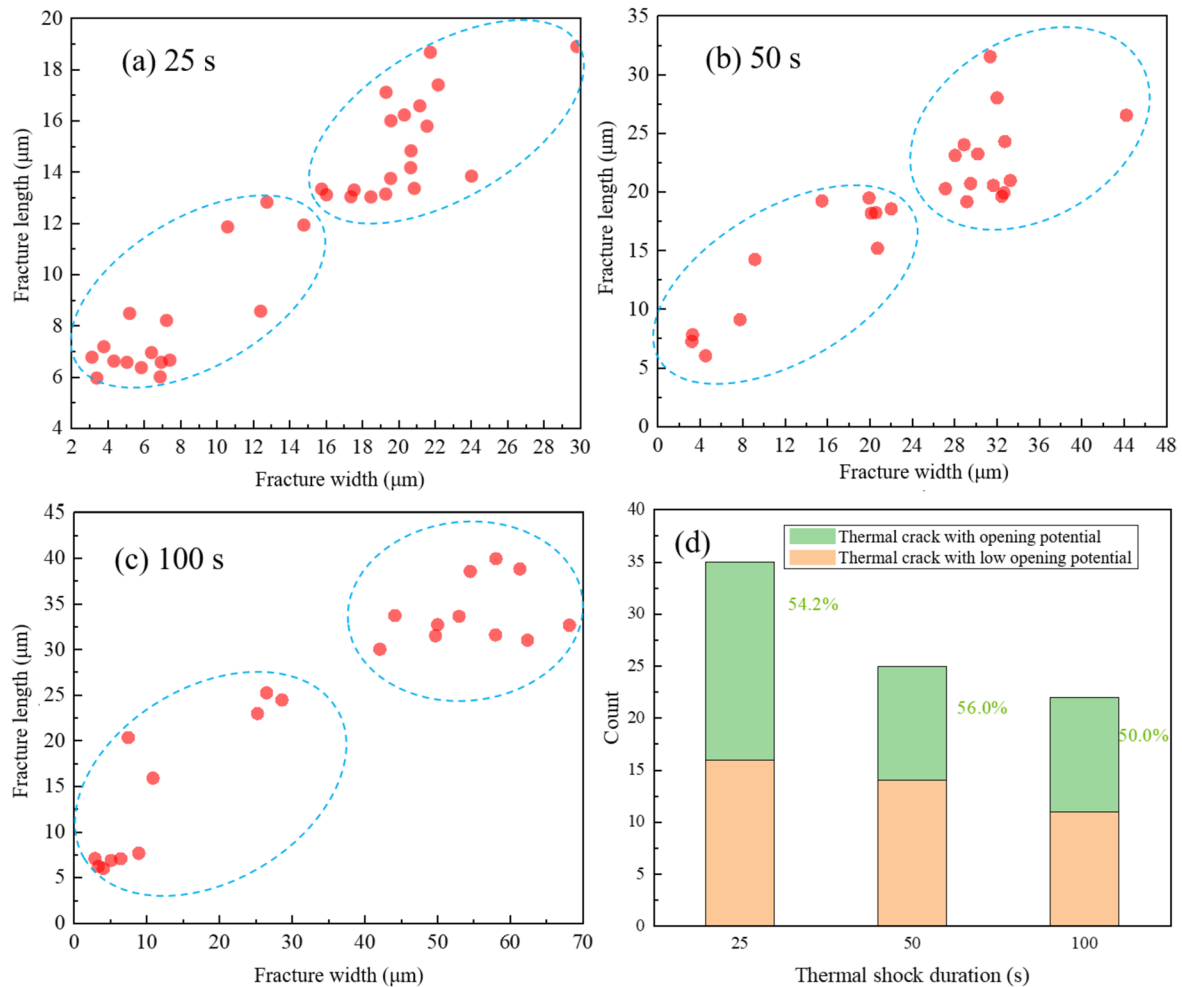 (a) 25 s
20
18
16
14
12
10
8
6
4
2 4 6 8 10 12 14 16 18 20 22 24 26 28 30
Fracture length (μm)
Fracture width (μm)
(b) 50 s
35
30
25
20
15
10
5
0
0 4 8 12 16 20 24 28 32 36 40 44 48
Fracture length (μm)
Fracture width (μm)
(c) 100 s
45
40
35
30
25
20
15
10
5
0
0 10 20 30 40 50 60 70
Fracture length (μm)
Fracture width (μm)
(d)
Thermal crack with opening potential
Thermal crack with low opening potential
40
35
30
25
20
15
10
5
0
54.2%
56.0%
50.0%
25 50 100
Count
Thermal shock duration (s)